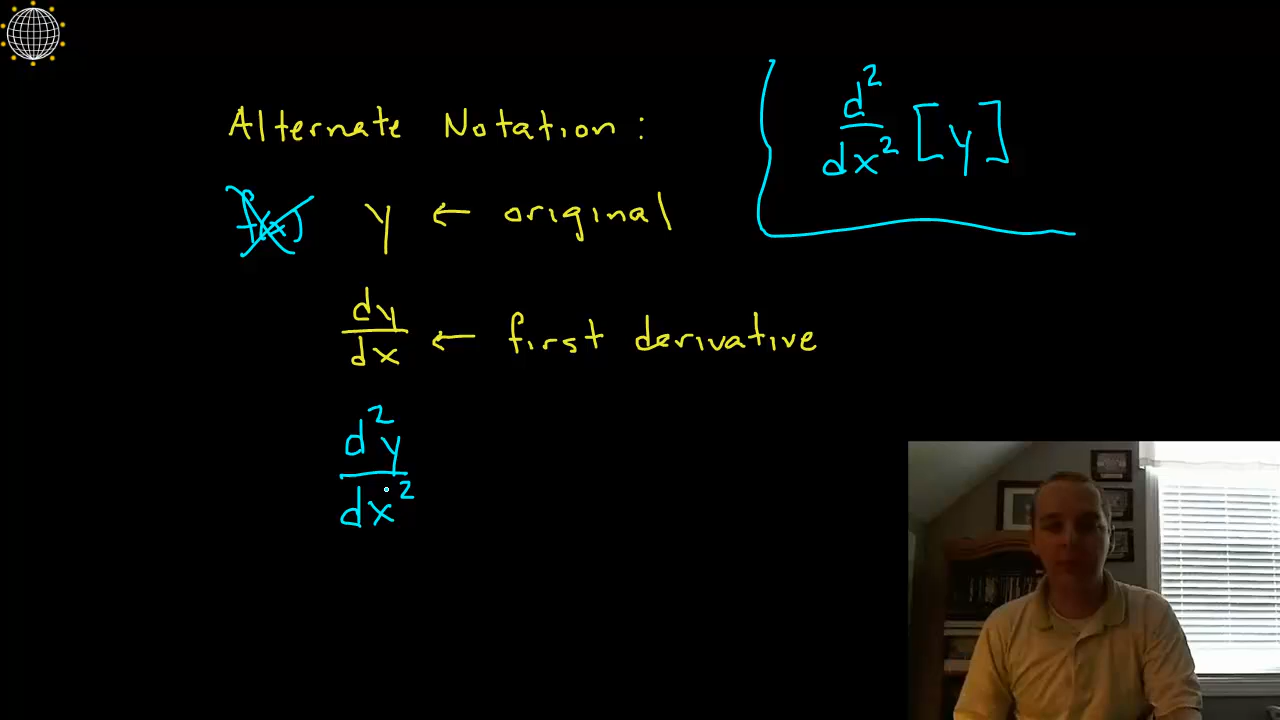 Alternate Notation:
d²/dx² [y]
f(x) y ← original
dy/dx ← first derivative
d²y/dx²